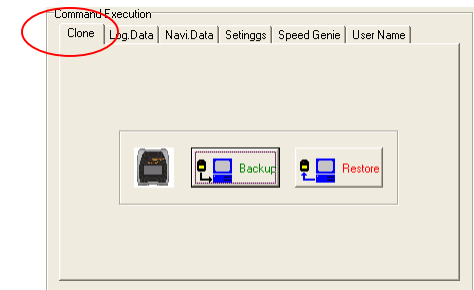 Command Execution
Clone Log.Data Navi.Data Setinggs Speed Genie User Name
Backup Restore